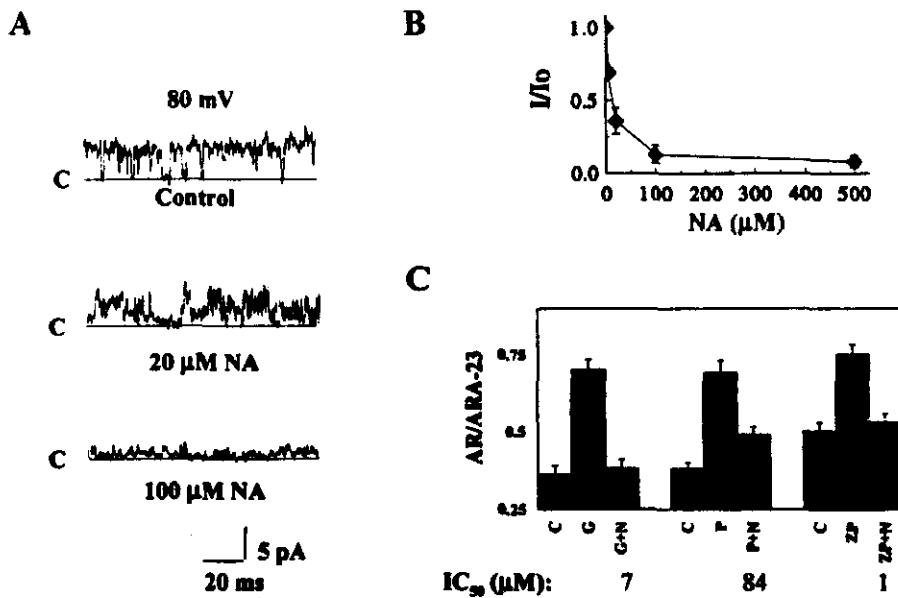 A
80 mV
C
Control
C
20 μM NA
C
100 μM NA
5 pA
20 ms
B
I/Io
1.0
0.5
0.0
0 100 200 300 400 500
NA (μM)
C
AR/ARA-23
0.75
0.5
0.25
C G G+N C P P+N C ZP ZP+N
IC₅₀ (μM): 7 84 1